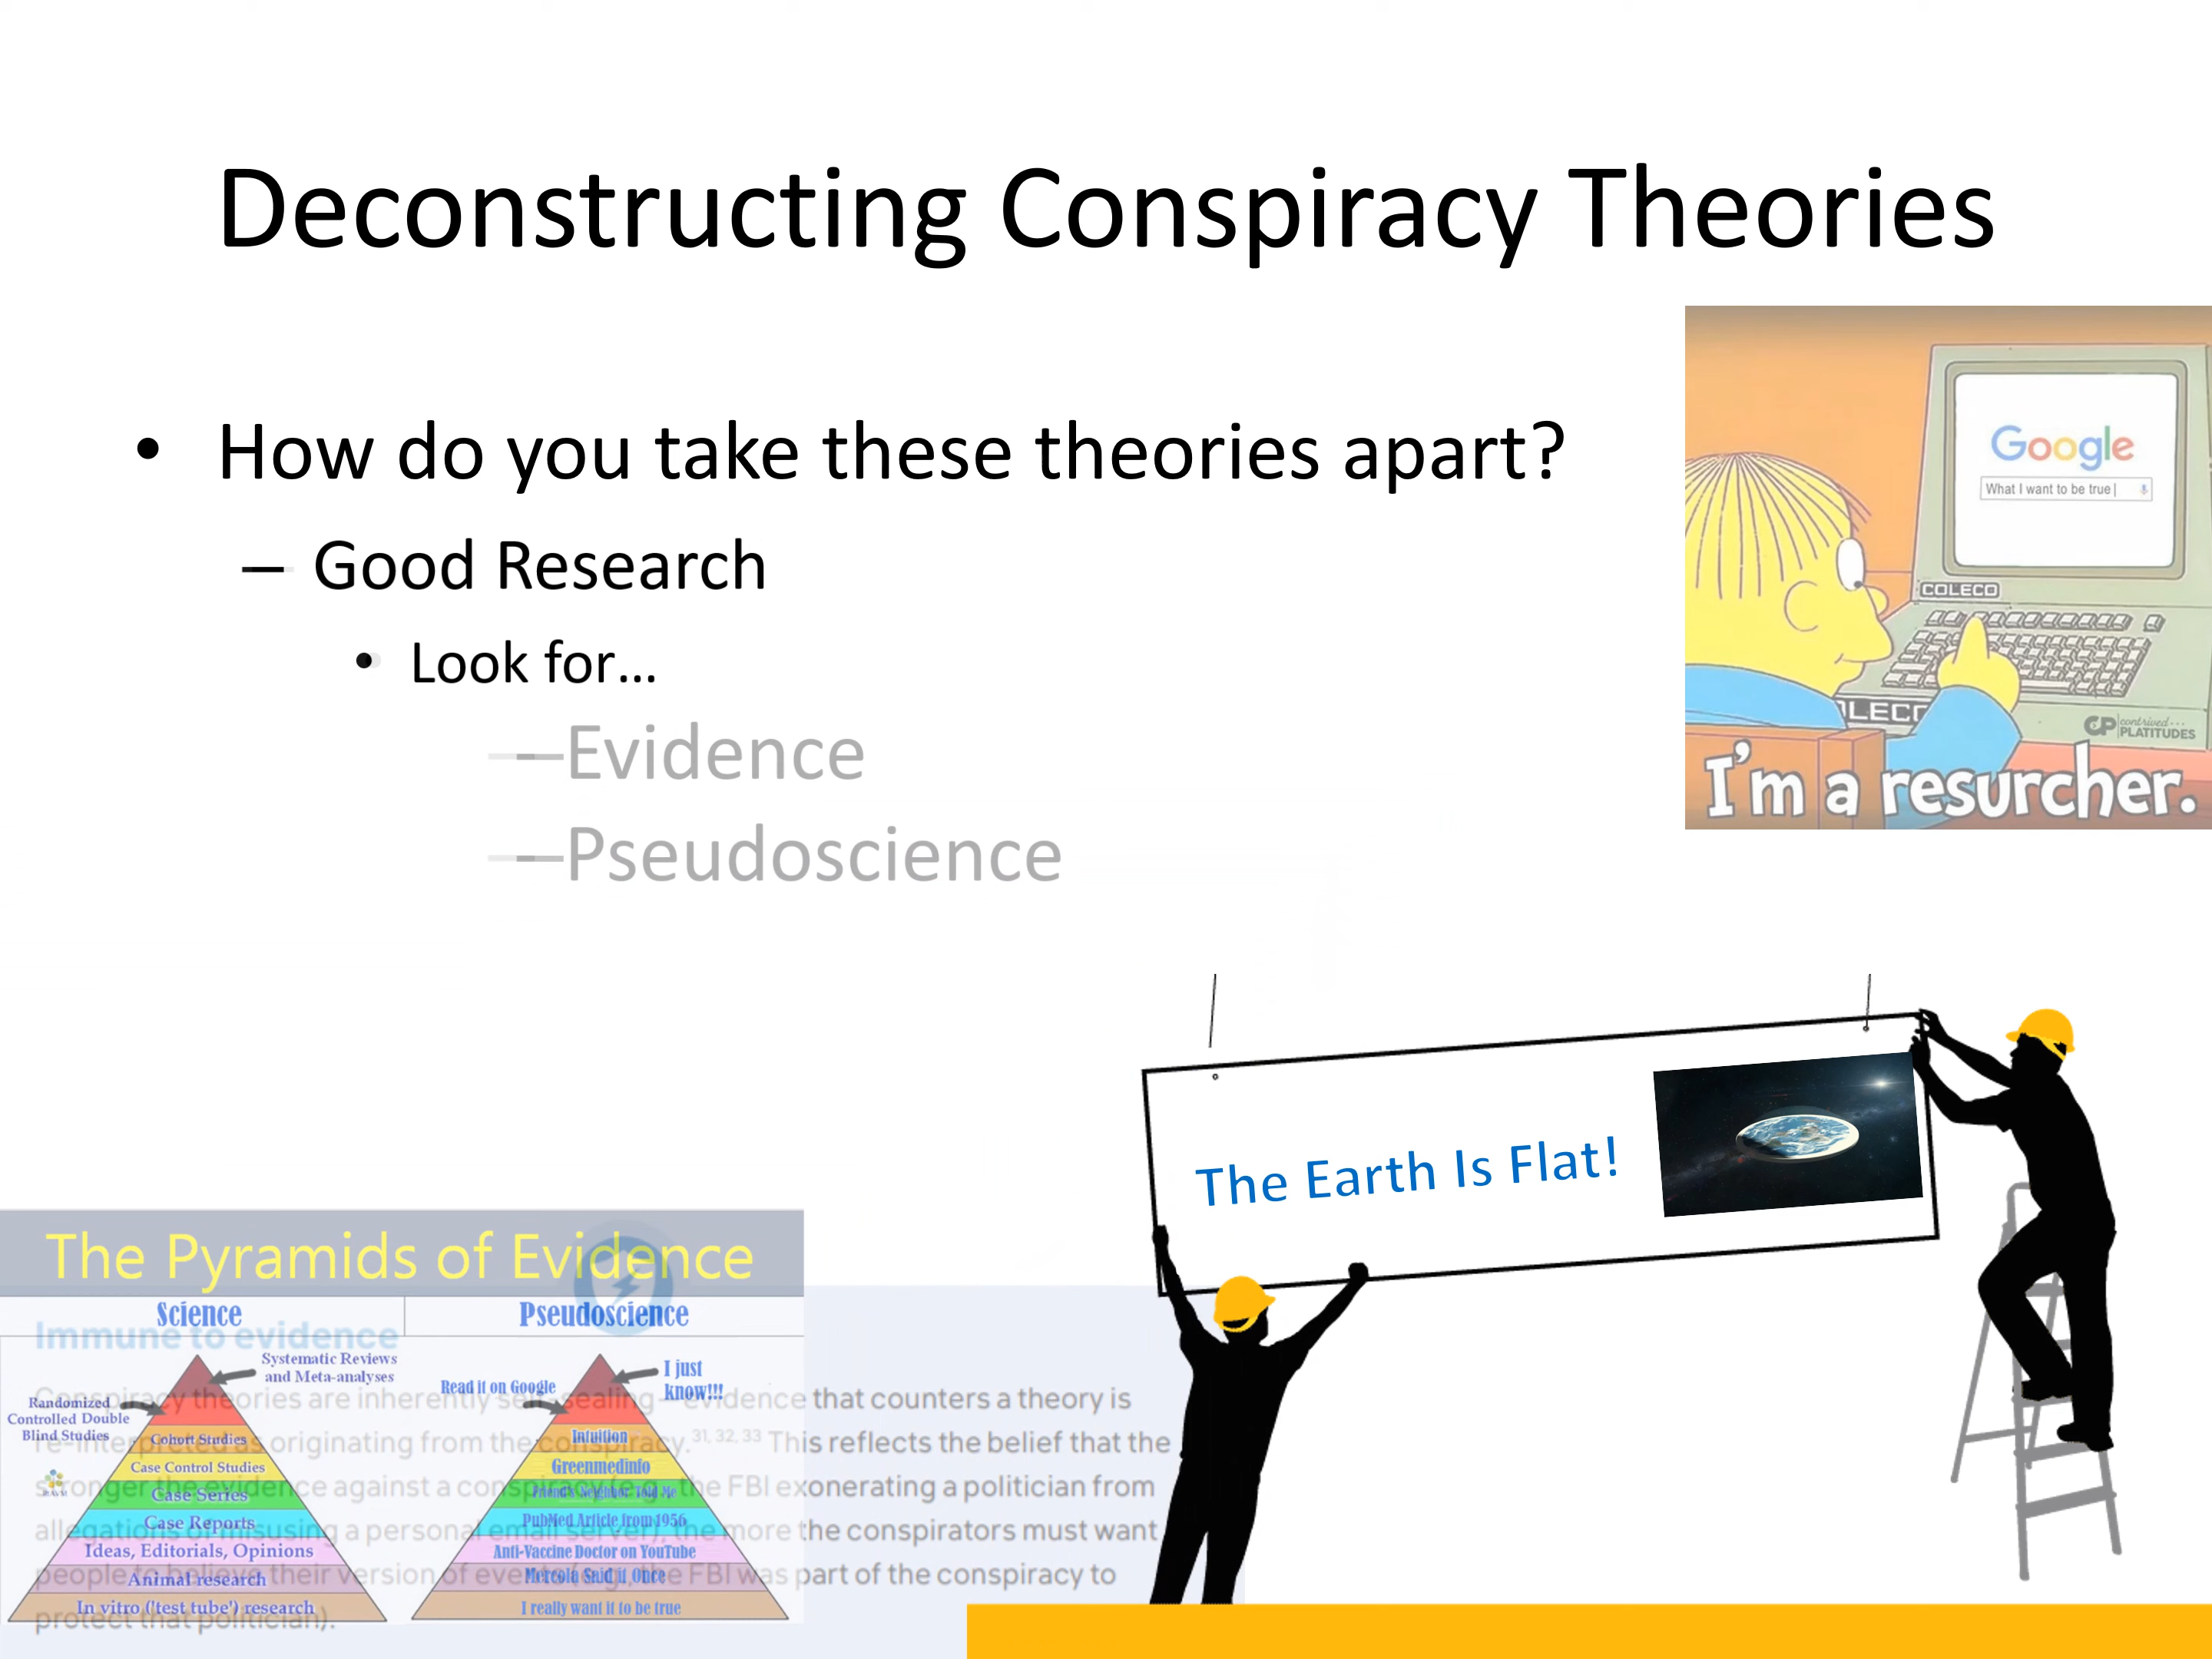 Deconstructing Conspiracy Theories
• How do you take these theories apart?
– Good Research
• Look for...
—Evidence
—Pseudoscience
Google
What I want to be true|
COLECO
OLECO
CP contrived... PLATITUDES
I'm a resurcher.
The Earth Is Flat!
The Pyramids of Evidence
Science
Systematic Reviews
and Meta-analyses
Randomized
Controlled Double
Blind Studies
Cohort Studies
Case Control Studies
Case Series
Case Reports
Ideas, Editorials, Opinions
Animal research
In vitro ('test tube') research
Pseudoscience
I just
know!!!
Read it on Google
Intuition
Greenmedinfo
Friend's Neighbor Told Me
PubMed Article from 1956
Anti-Vaccine Doctor on YouTube
Mercola Said it Once
I really want it to be true
Immune to evidence
Conspiracy theories are inherently self-sealing—evidence that counters a theory is
re-interpreted as originating from the conspiracy.31, 32, 33 This reflects the belief that the
stronger the evidence against a conspiracy (e.g., the FBI exonerating a politician from
allegations of misusing a personal email server), the more the conspirators must want
people to believe their version of events (e.g., the FBI was part of the conspiracy to
protect that politician).